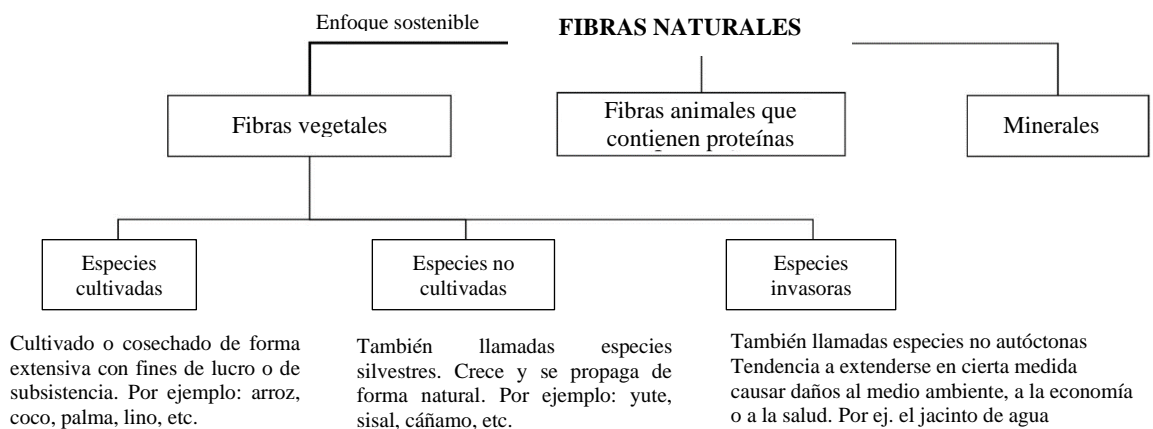 Enfoque sostenible
FIBRAS NATURALES
Fibras vegetales
Fibras animales que
contienen proteínas
Minerales
Especies
cultivadas
Especies no
cultivadas
Especies
invasoras
Cultivado o cosechado de forma
extensiva con fines de lucro o de
subsistencia. Por ejemplo: arroz,
coco, palma, lino, etc.
También llamadas especies
silvestres. Crece y se propaga de
forma natural. Por ejemplo: yute,
sisal, cáñamo, etc.
También llamadas especies no autóctonas
Tendencia a extenderse en cierta medida
causar daños al medio ambiente, a la economía
o a la salud. Por ej. el jacinto de agua